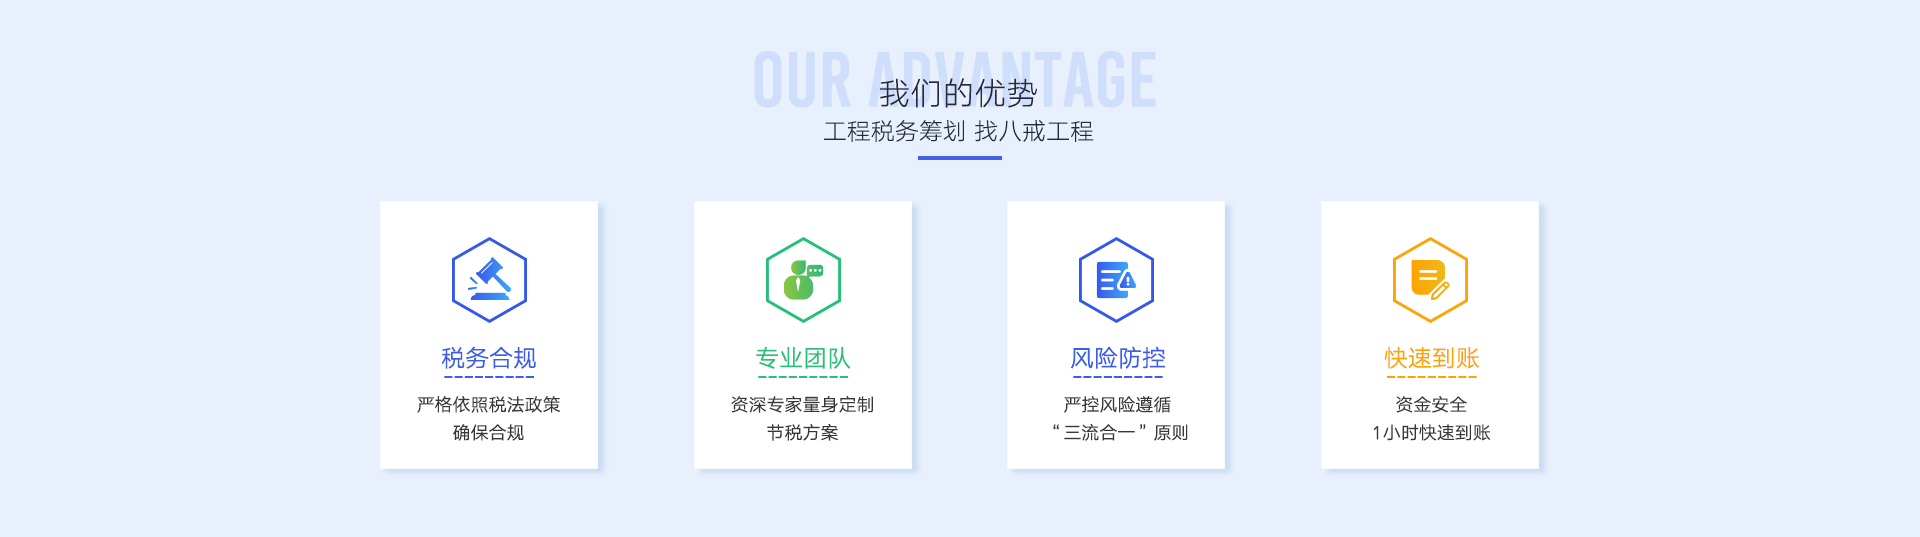 OUR ADVANTAGE
我们的优势
工程税务筹划 找八戒工程
税务合规
严格依照税法政策
确保合规
专业团队
资深专家量身定制
节税方案
风险防控
严控风险遵循
“三流合一”原则
快速到账
资金安全
1小时快速到账